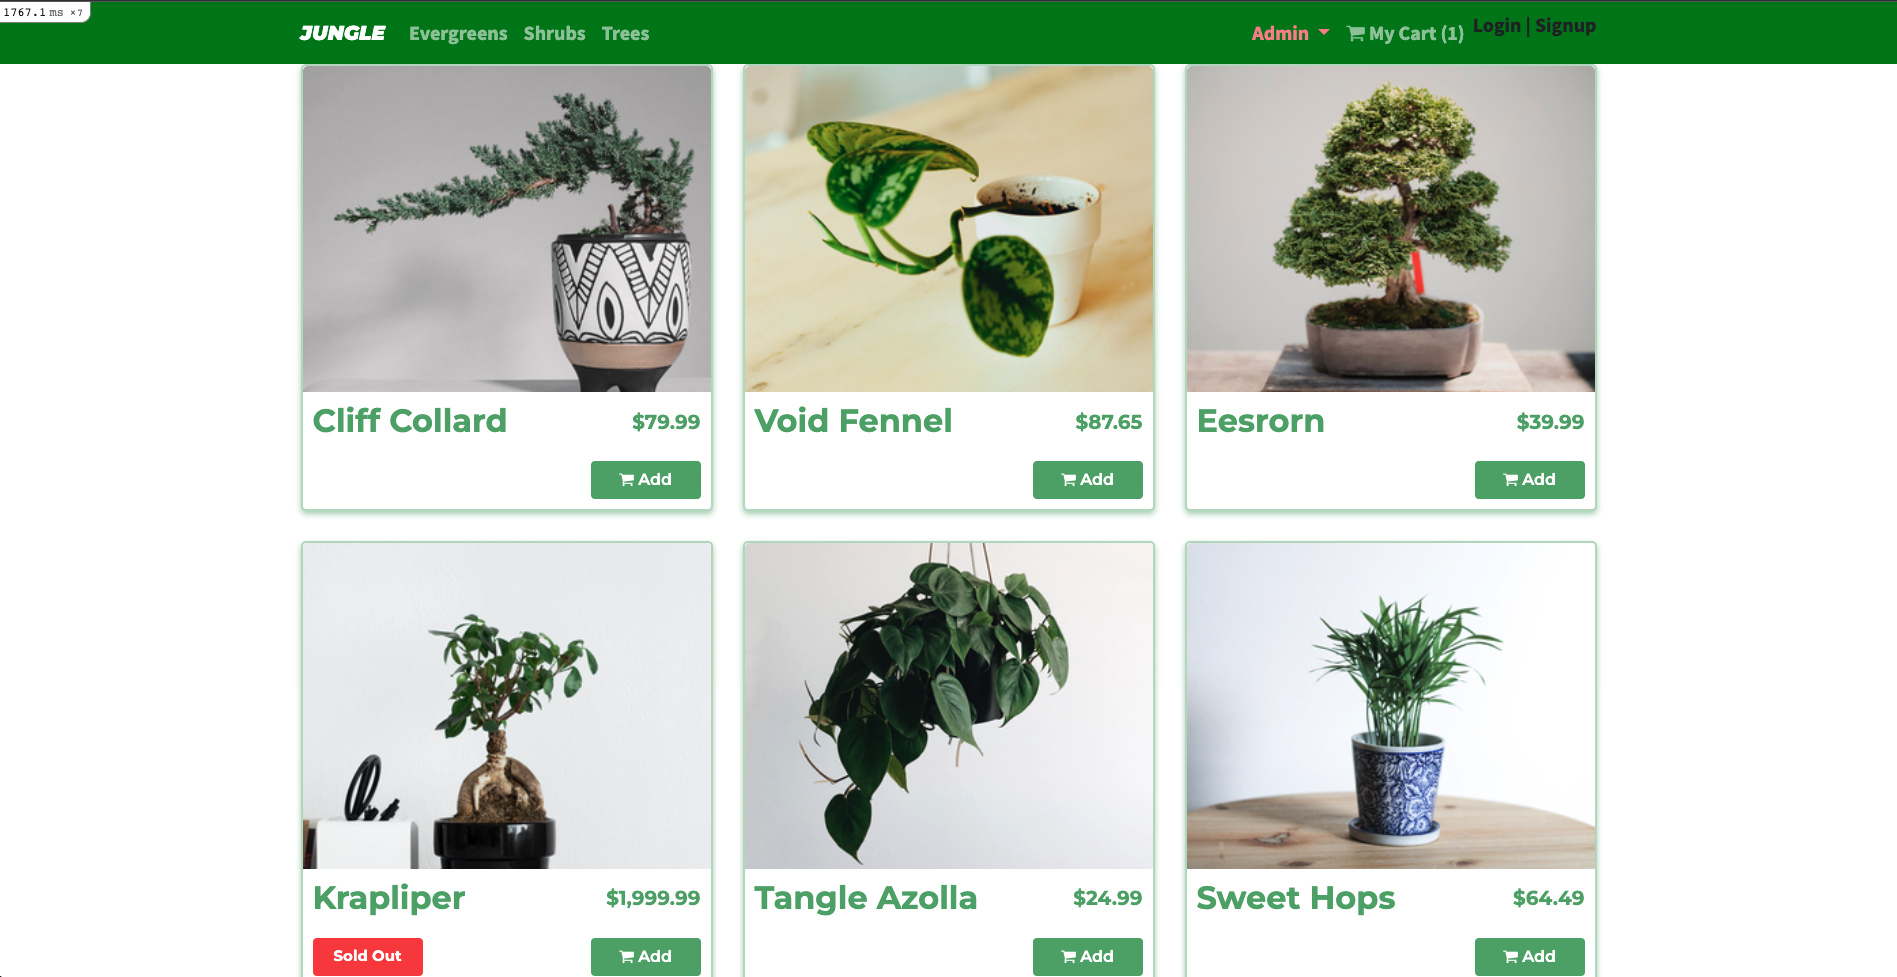 1767.1 ms ×7
JUNGLE Evergreens Shrubs Trees Admin My Cart (1) Login | Signup
Cliff Collard $79.99
Add
Void Fennel $87.65
Add
Eesrorn $39.99
Add
Krapliper $1,999.99
Sold Out Add
Tangle Azolla $24.99
Add
Sweet Hops $64.49
Add